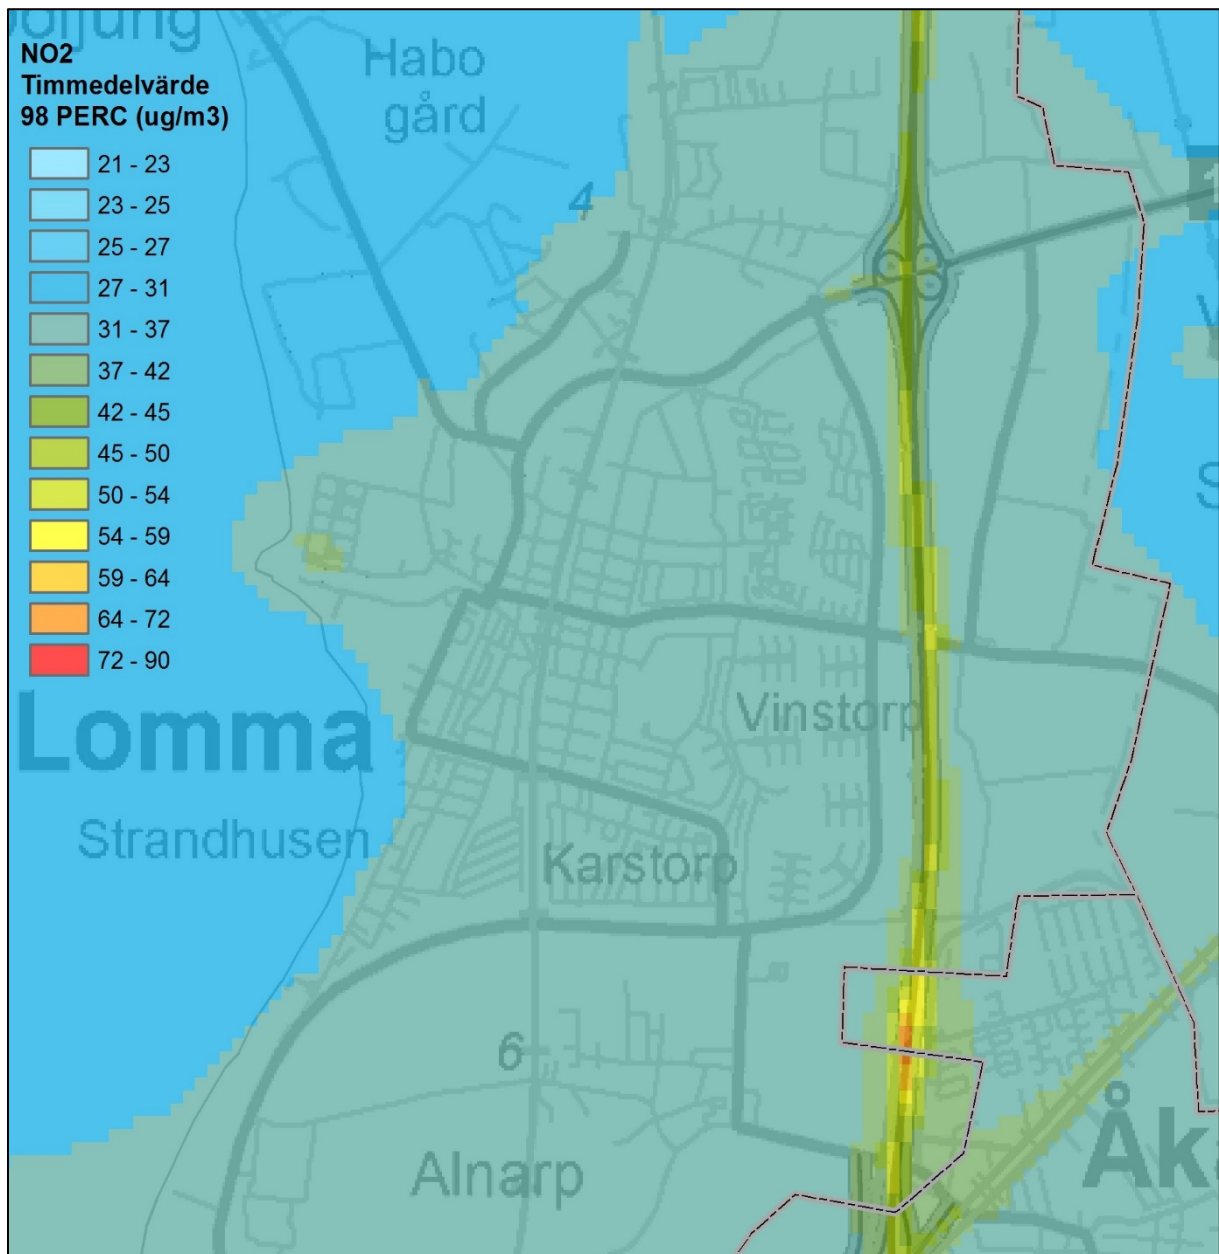 NO2
Timmedelvärde
98 PERC (ug/m3)
21 - 23
23 - 25
25 - 27
27 - 31
31 - 37
37 - 42
42 - 45
45 - 50
50 - 54
54 - 59
59 - 64
64 - 72
72 - 90
Habo
gård
4
1
Lomma
Vinstorp
Strandhusen
Karstorp
6
Alnarp
Åk